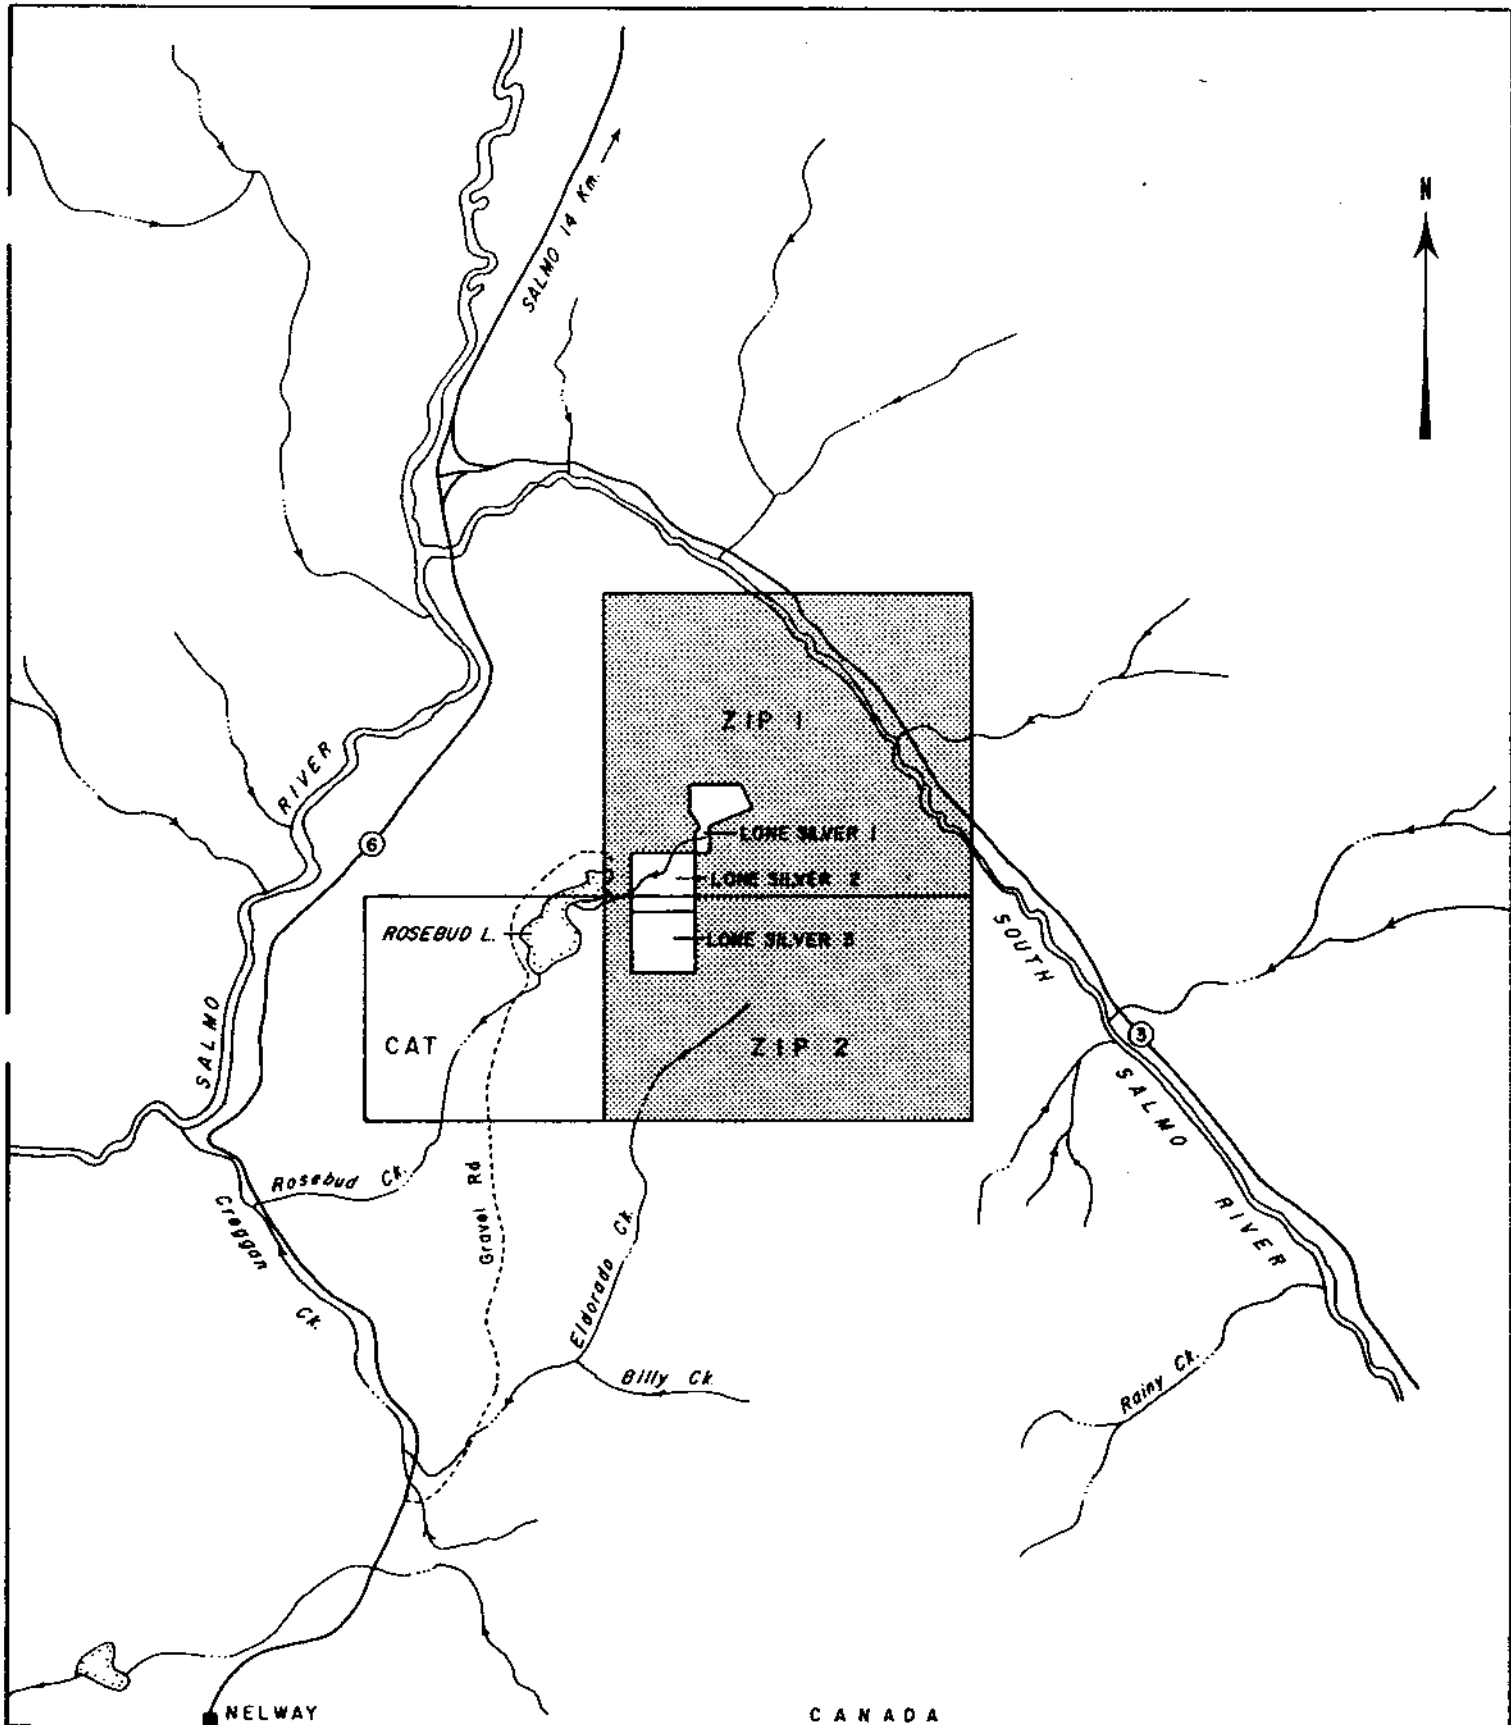 N
SALMO 14 Km.
ZIP 1
RIVER
6
LONE SILVER 1
LONE SILVER 2
ROSEBUD L.
LONE SILVER 3
SOUTH
SALMO
CAT
ZIP 2
3
SALMO
RIVER
Rosebud Ck.
Gravel Rd
Creggan Ck.
Eldorado Ck.
Billy Ck.
Rainy Ck.
NELWAY
CANADA